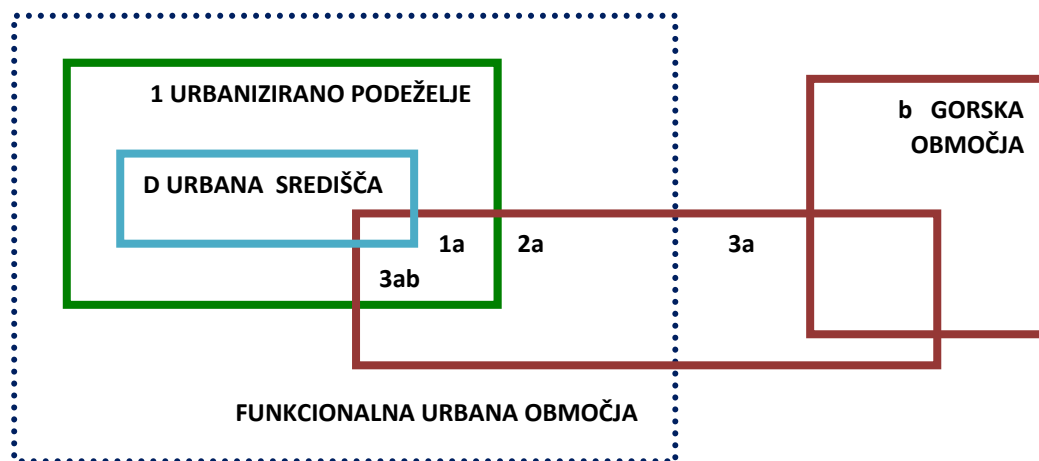 1 URBANIZIRANO PODEŽELJE
b GORSKA
OBMOČJA
D URBANA SREDIŠČA
1a 2a 3a
3ab
FUNKCIONALNA URBANA OBMOČJA